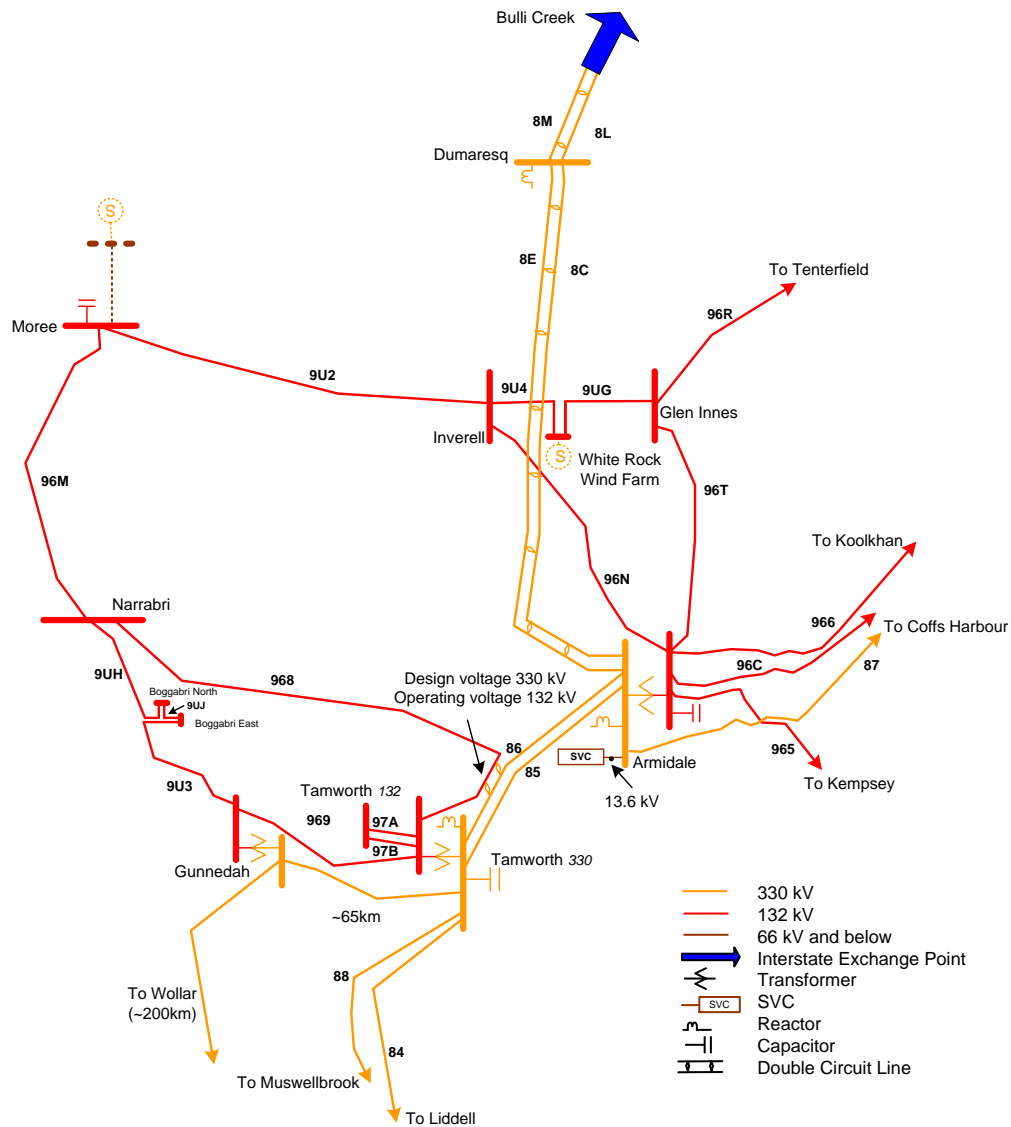 Bulli Creek
8M
8L
Dumaresq
S
8E
8C
To Tenterfield
96R
Moree
9U2
9U4
9UG
Glen Innes
Inverell
S
White Rock
Wind Farm
96M
96T
To Koolkhan
96N
Narrabri
966
To Coffs Harbour
96C
87
9UH
Boggabri North
9UJ
Boggabri East
968
Design voltage 330 kV
Operating voltage 132 kV
86
85
SVC
Armidale
965
To Kempsey
13.6 kV
9U3
Tamworth 132
969
97A
97B
Gunnedah
Tamworth 330
~65km
88
To Wollar
(~200km)
84
To Muswellbrook
To Liddell
330 kV
132 kV
66 kV and below
Interstate Exchange Point
Transformer
SVC
SVC
Reactor
Capacitor
Double Circuit Line